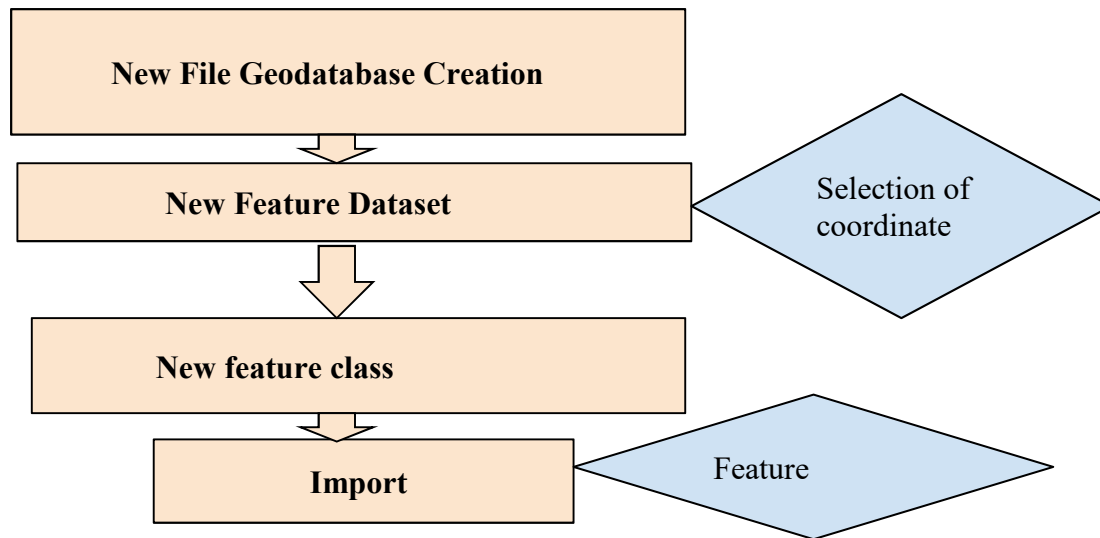 New File Geodatabase Creation
New Feature Dataset
Selection of
coordinate
New feature class
Import
Feature